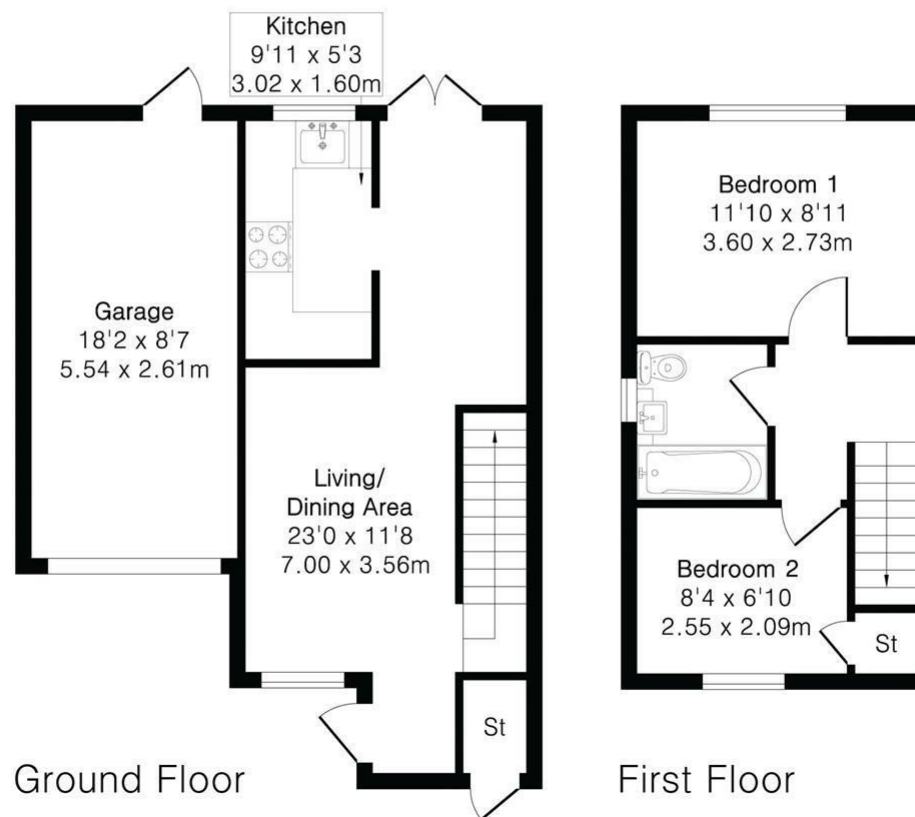 Kitchen
9'11 x 5'3
3.02 x 1.60m
Garage
18'2 x 8'7
5.54 x 2.61m
Living/
Dining Area
23'0 x 11'8
7.00 x 3.56m
St
Ground Floor
Bedroom 1
11'10 x 8'11
3.60 x 2.73m
Bedroom 2
8'4 x 6'10
2.55 x 2.09m
St
First Floor